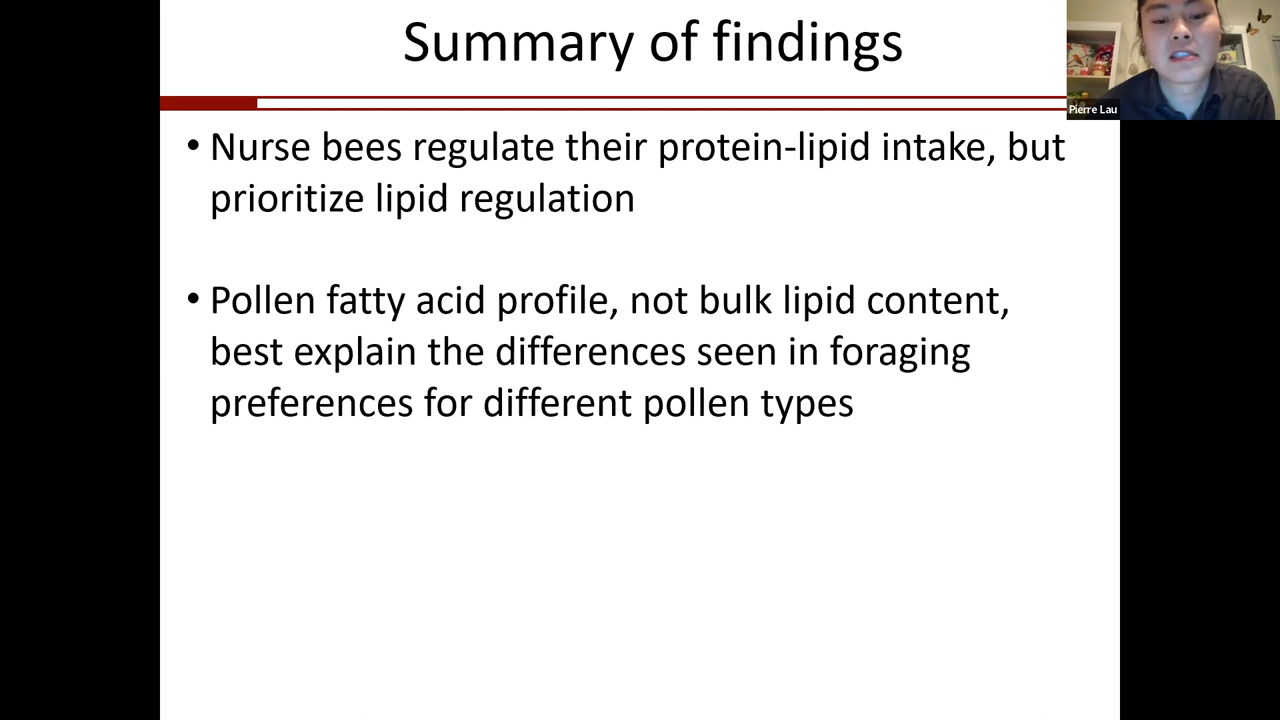 Summary of findings
Pierre Lau
• Nurse bees regulate their protein-lipid intake, but
prioritize lipid regulation
• Pollen fatty acid profile, not bulk lipid content,
best explain the differences seen in foraging
preferences for different pollen types